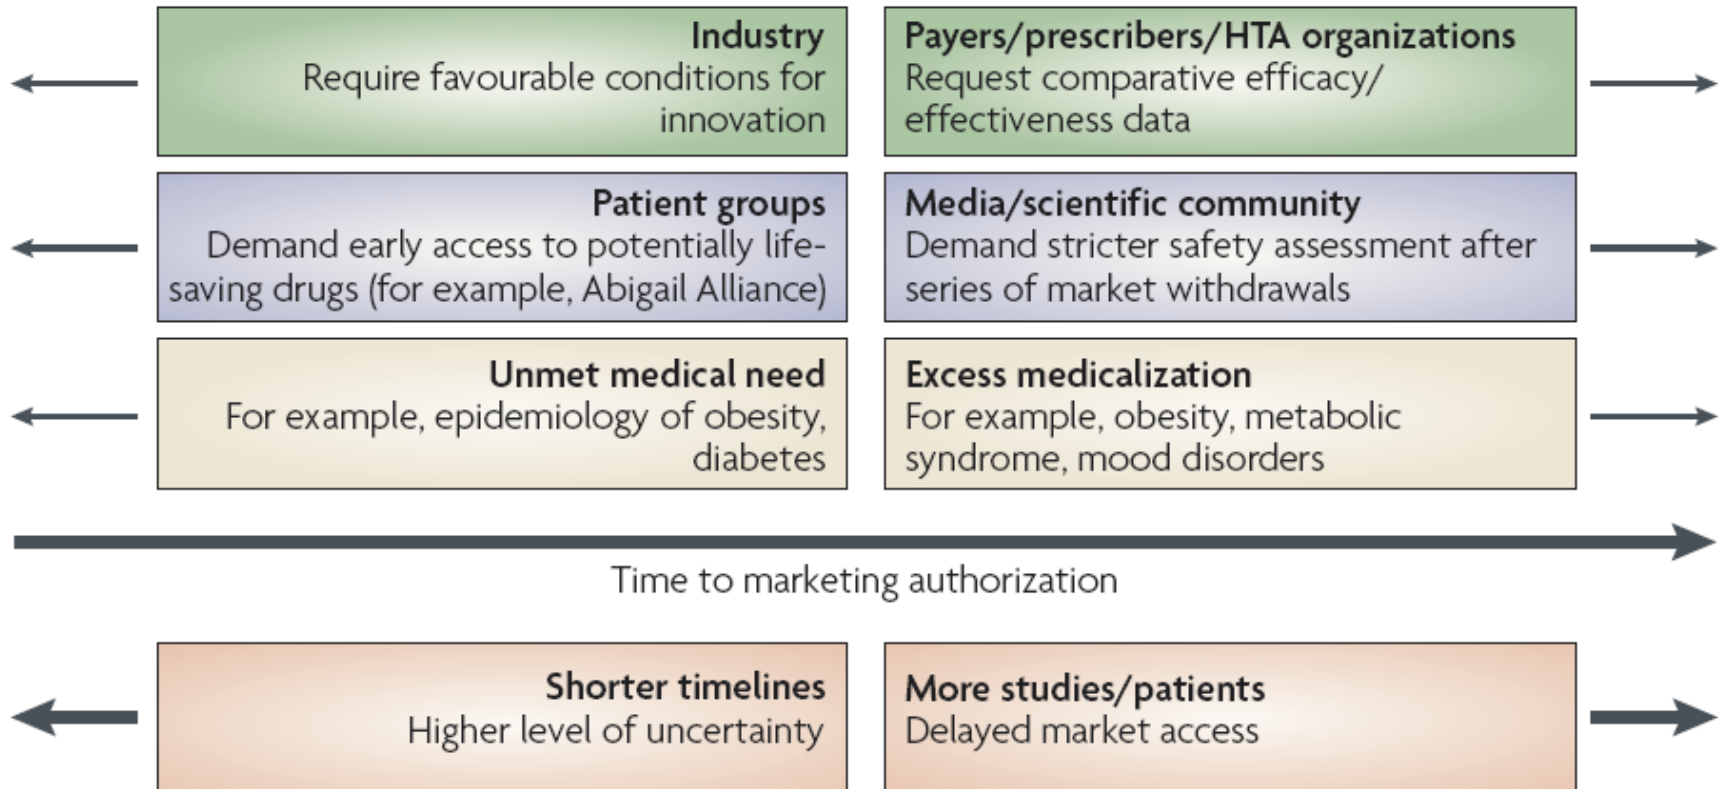 Industry
Require favourable conditions for
innovation
Payers/prescribers/HTA organizations
Request comparative efficacy/
effectiveness data
Patient groups
Demand early access to potentially life-
saving drugs (for example, Abigail Alliance)
Media/scientific community
Demand stricter safety assessment after
series of market withdrawals
Unmet medical need
For example, epidemiology of obesity,
diabetes
Excess medicalization
For example, obesity, metabolic
syndrome, mood disorders
Time to marketing authorization
Shorter timelines
Higher level of uncertainty
More studies/patients
Delayed market access